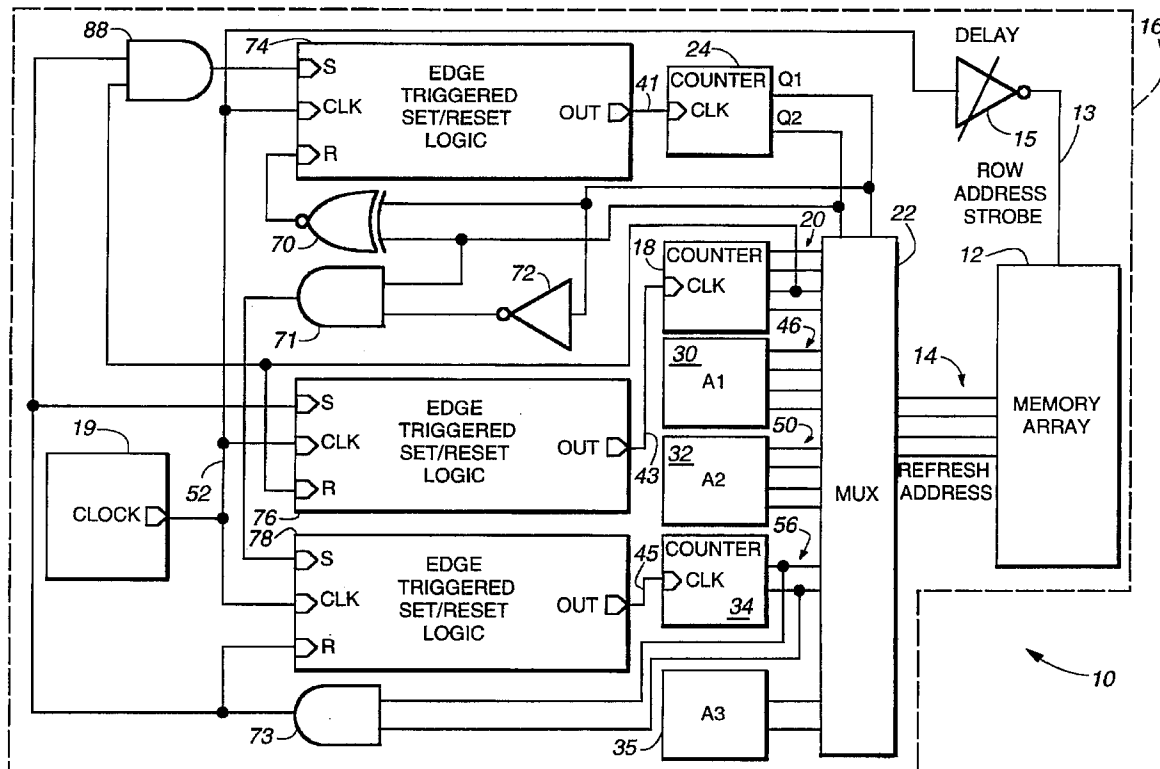 88
74
S
CLK
R
EDGE
TRIGGERED
SET/RESET
LOGIC
OUT
41
24
COUNTER
CLK
Q1
Q2
DELAY
15
13
16
ROW
ADDRESS
STROBE
70
71
72
18
COUNTER
CLK
20
22
12
MEMORY
ARRAY
14
REFRESH
ADDRESS
30
A1
46
32
A2
50
MUX
19
CLOCK
52
76
S
CLK
R
EDGE
TRIGGERED
SET/RESET
LOGIC
OUT
43
78
S
CLK
R
EDGE
TRIGGERED
SET/RESET
LOGIC
OUT
45
COUNTER
CLK
34
56
73
35
A3
10